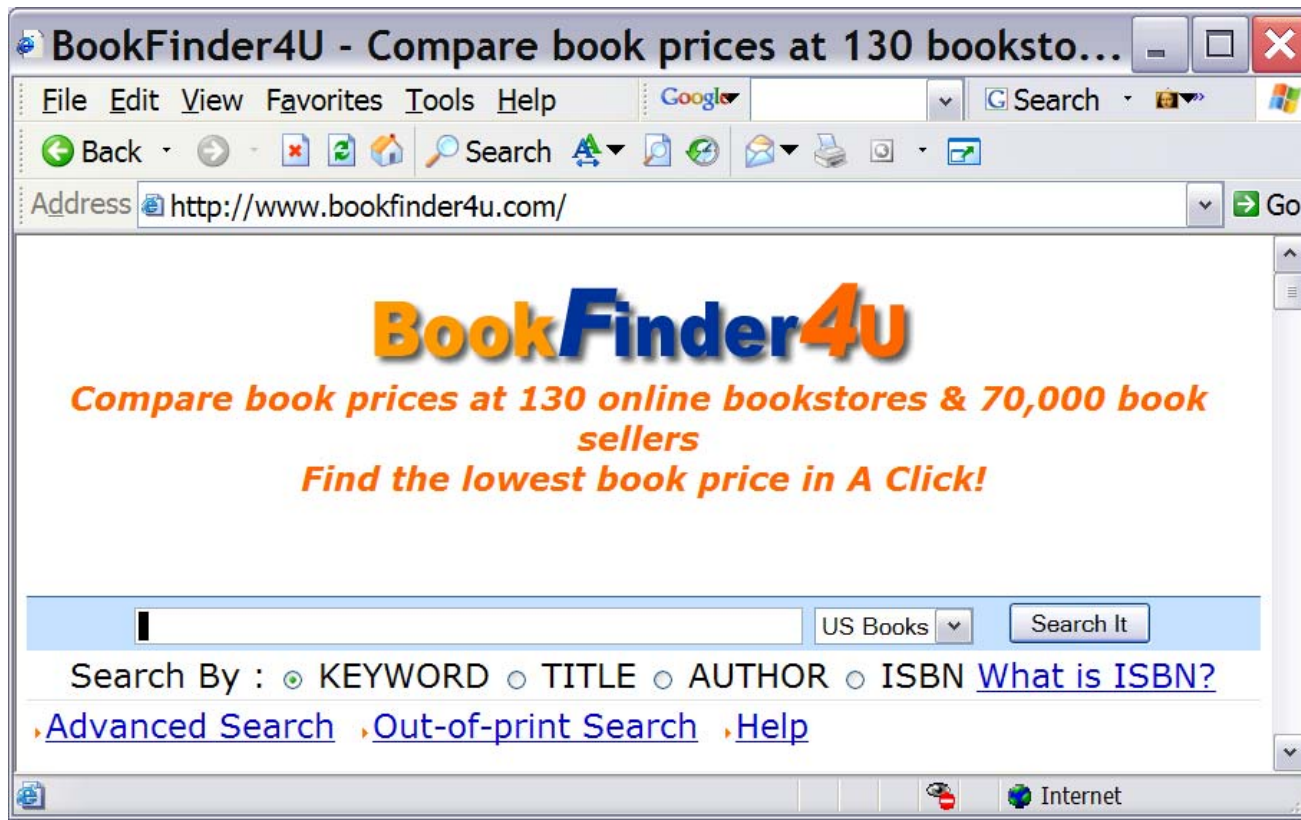 BookFinder4U - Compare book prices at 130 booksto...
File Edit View Favorites Tools Help Google G Search
Back Search
Address http://www.bookfinder4u.com/ Go
BookFinder4U
Compare book prices at 130 online bookstores & 70,000 book
sellers
Find the lowest book price in A Click!
US Books Search It
Search By : KEYWORD TITLE AUTHOR ISBN What is ISBN?
Advanced Search Out-of-print Search Help
Internet